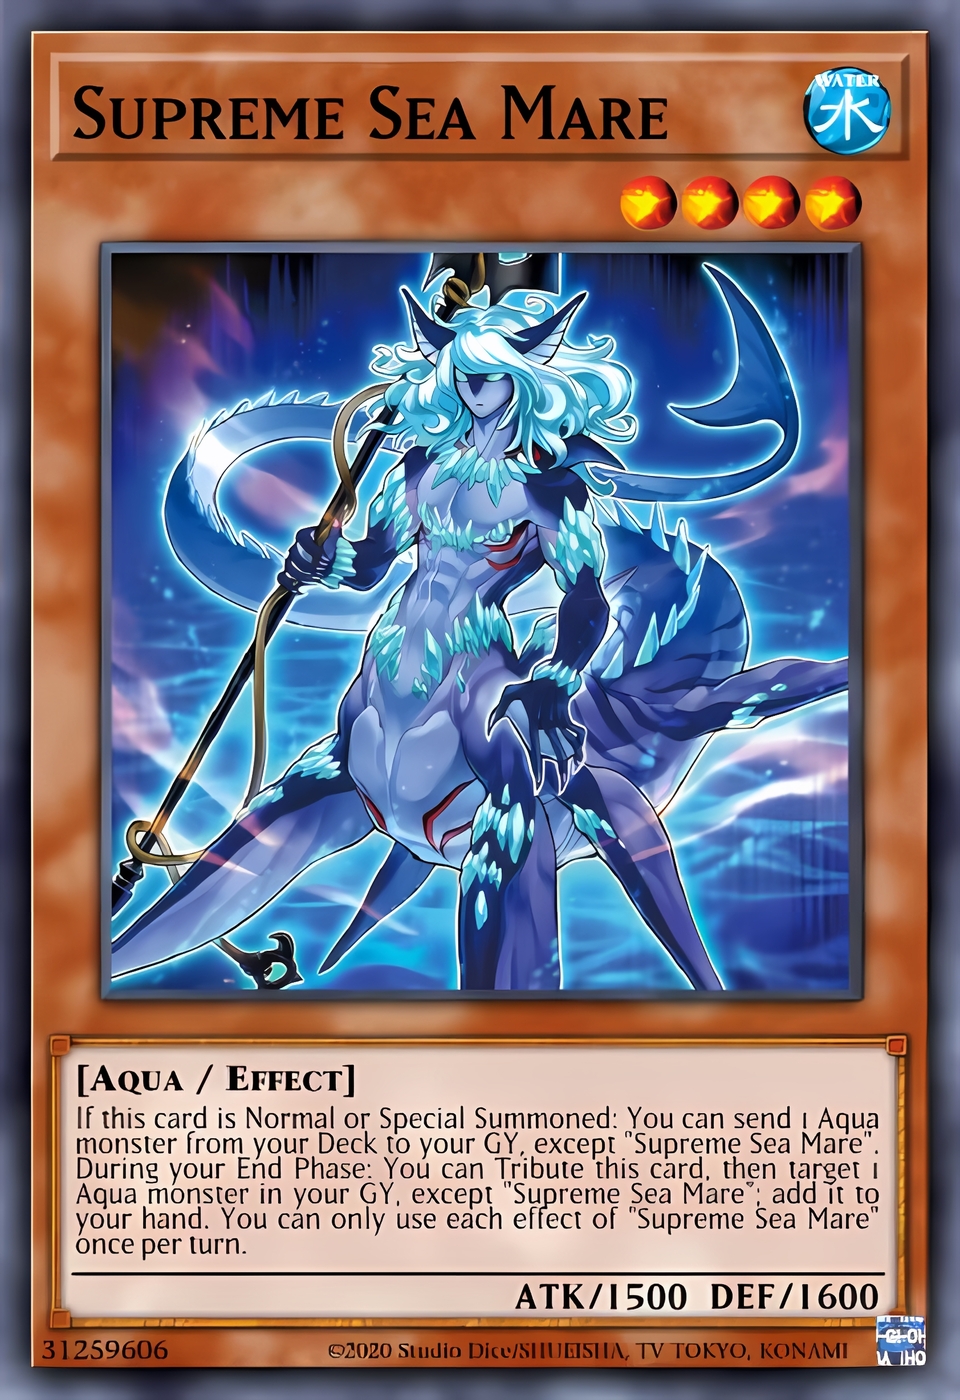 Supreme Sea Mare
WATER
水
[Aqua / Effect]
If this card is Normal or Special Summoned: You can send 1 Aqua
monster from your Deck to your GY, except "Supreme Sea Mare".
During your End Phase: You can Tribute this card, then target 1
Aqua monster in your GY, except "Supreme Sea Mare"; add it to
your hand. You can only use each effect of "Supreme Sea Mare"
once per turn.
ATK/1500 DEF/1600
31259606
©2020 Studio Dice/SHUEISHA, TV TOKYO, KONAMI